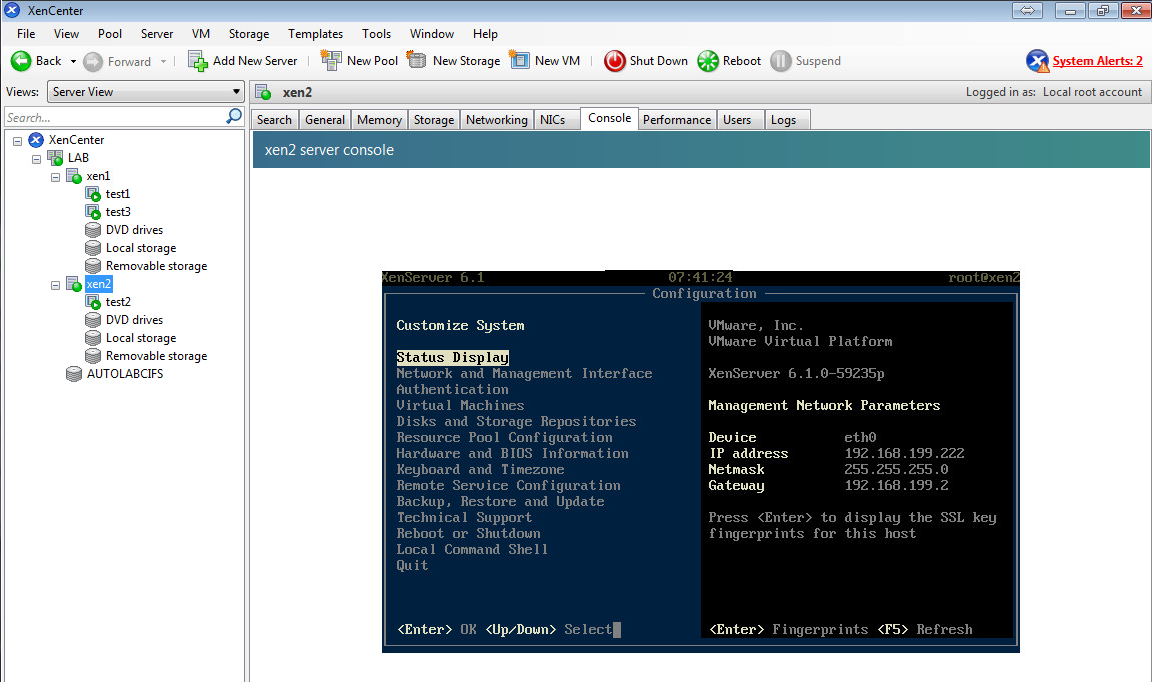 XenCenter
File View Pool Server VM Storage Templates Tools Window Help
Back Forward Add New Server New Pool New Storage New VM Shut Down Reboot Suspend System Alerts: 2
Views: Server View
xen2 Logged in as: Local root account
Search...
Search General Memory Storage Networking NICs Console Performance Users Logs
XenCenter
LAB
xen1
test1
test3
DVD drives
Local storage
Removable storage
xen2
test2
DVD drives
Local storage
Removable storage
AUTOLABCIFS
xen2 server console
XenServer 6.1 07:41:24 root@xen2
Configuration
Customize System
Status Display
Network and Management Interface
Authentication
Virtual Machines
Disks and Storage Repositories
Resource Pool Configuration
Hardware and BIOS Information
Keyboard and Timezone
Remote Service Configuration
Backup, Restore and Update
Technical Support
Reboot or Shutdown
Local Command Shell
Quit
<Enter> OK <Up/Down> Select
VMware, Inc.
VMware Virtual Platform
XenServer 6.1.0-59235p
Management Network Parameters
Device eth0
IP address 192.168.199.222
Netmask 255.255.255.0
Gateway 192.168.199.2
Press <Enter> to display the SSL key
fingerprints for this host
<Enter> Fingerprints <F5> Refresh